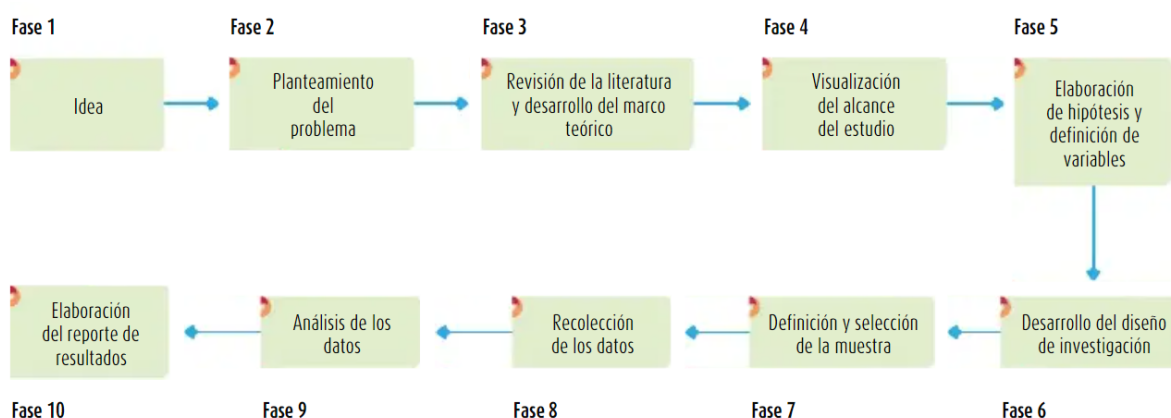 Fase 1
Idea
Fase 2
Planteamiento
del
problema
Fase 3
Revisión de la literatura
y desarrollo del marco
teórico
Fase 4
Visualización
del alcance
del estudio
Fase 5
Elaboración
de hipótesis y
definición de
variables
Desarrollo del diseño
de investigación
Fase 6
Definición y selección
de la muestra
Fase 7
Recolección
de los datos
Fase 8
Análisis de los
datos
Fase 9
Elaboración
del reporte de
resultados
Fase 10